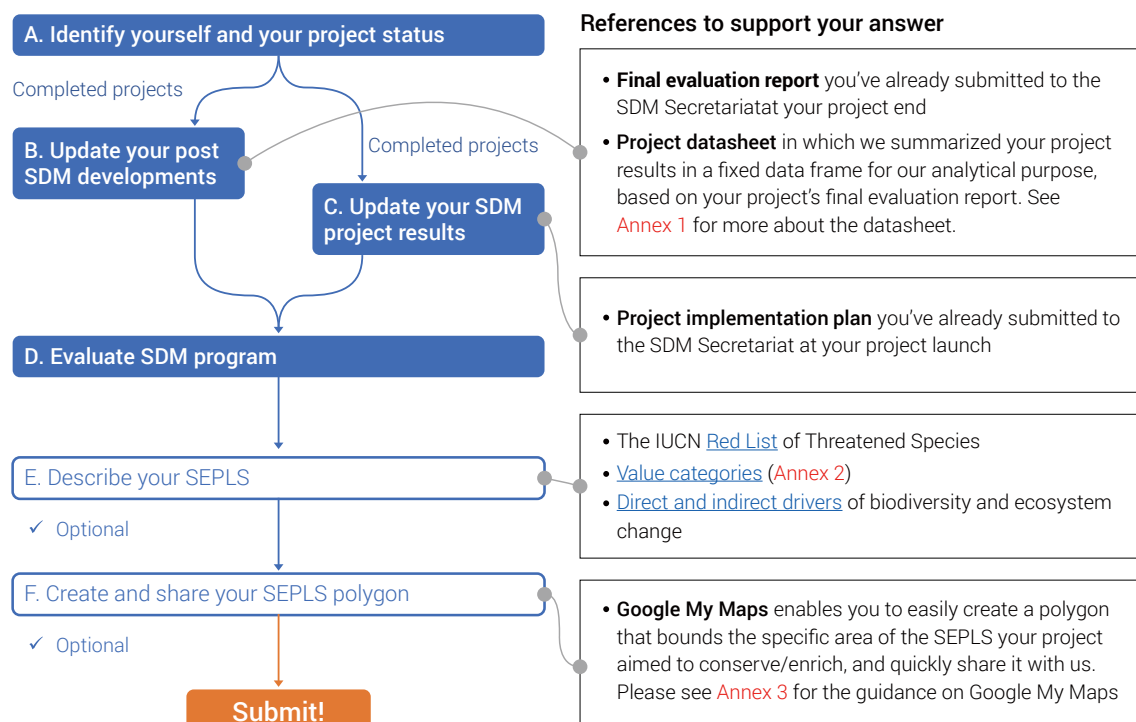 A. Identify yourself and your project status
Completed projects
B. Update your post
SDM developments
Completed projects
C. Update your SDM
project results
D. Evaluate SDM program
E. Describe your SEPLS
✓ Optional
F. Create and share your SEPLS polygon
✓ Optional
Submit!
References to support your answer
• Final evaluation report you've already submitted to the
SDM Secretariatat your project end
• Project datasheet in which we summarized your project
results in a fixed data frame for our analytical purpose,
based on your project's final evaluation report. See
Annex 1 for more about the datasheet.
• Project implementation plan you've already submitted to
the SDM Secretariat at your project launch
• The IUCN Red List of Threatened Species
• Value categories (Annex 2)
• Direct and indirect drivers of biodiversity and ecosystem
change
• Google My Maps enables you to easily create a polygon
that bounds the specific area of the SEPLS your project
aimed to conserve/enrich, and quickly share it with us.
Please see Annex 3 for the guidance on Google My Maps